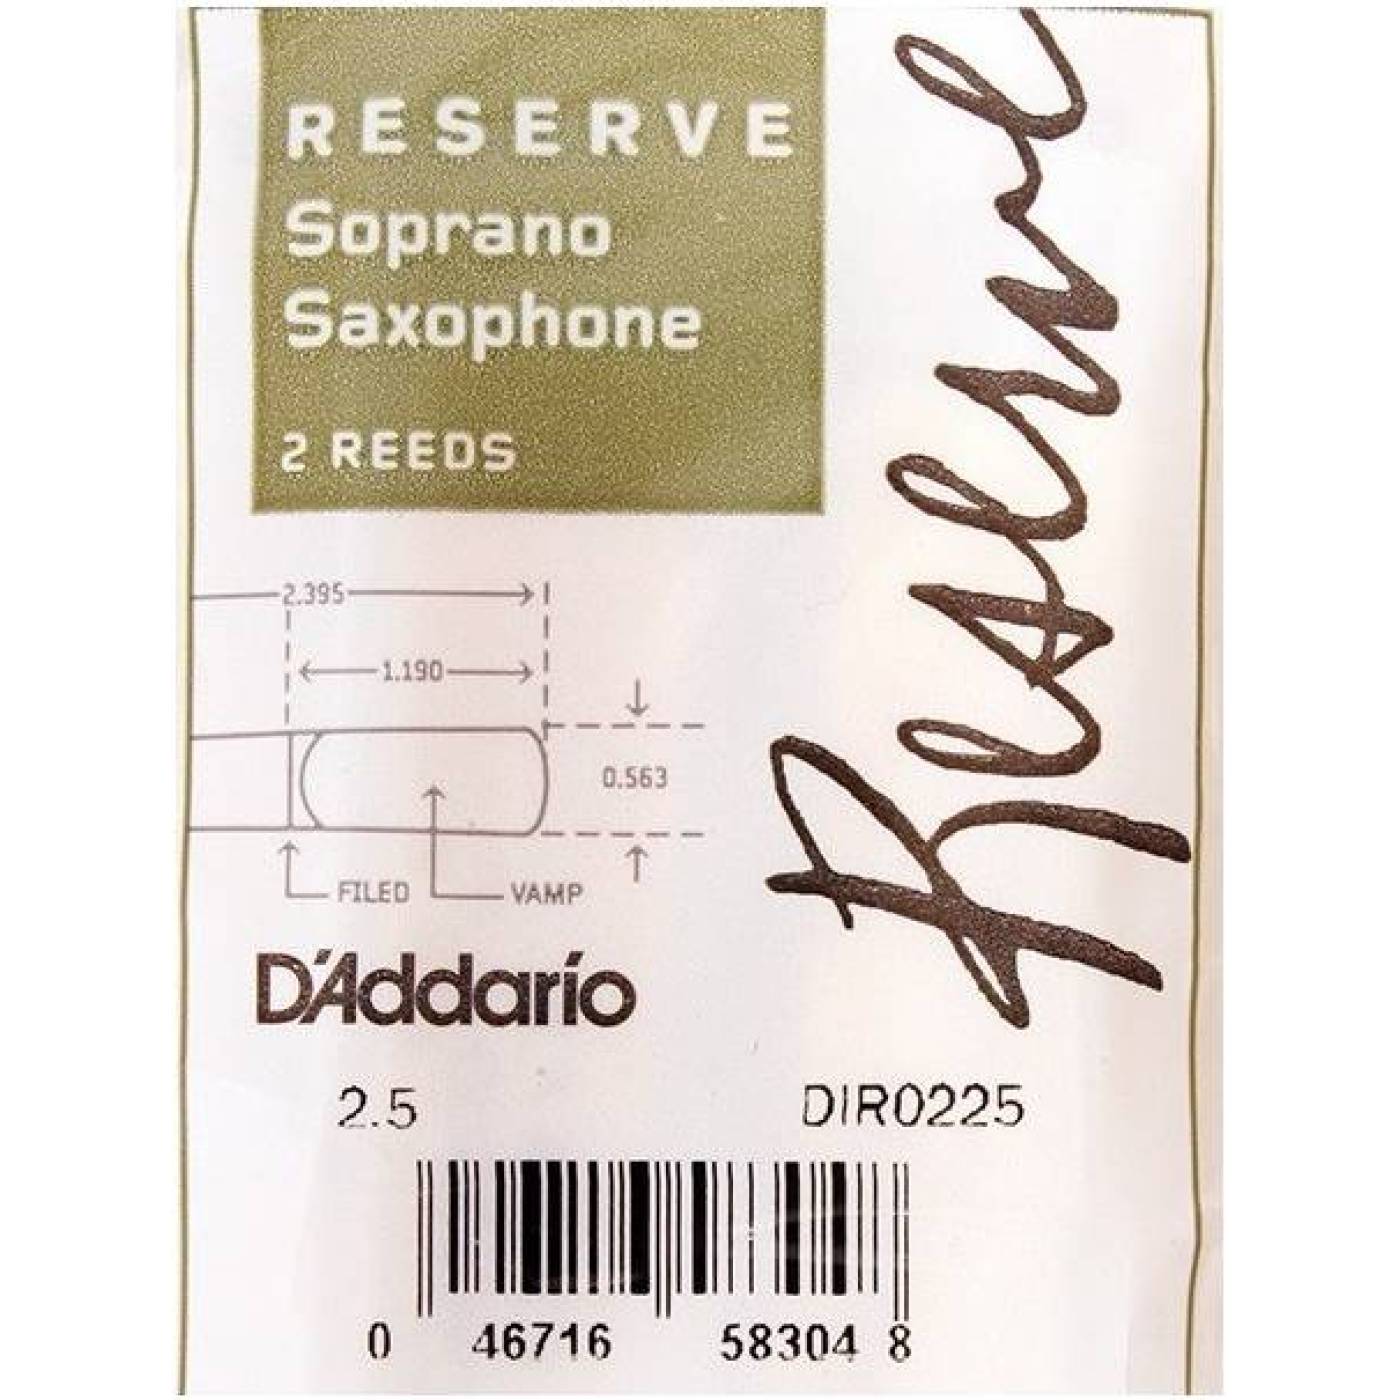 RESERVE
Soprano
Saxophone
2 REEDS
Reserve
2.395
1.190
0.563
FILED
VAMP
D'Addario
2.5
DIR0225
0 46716 58304 8